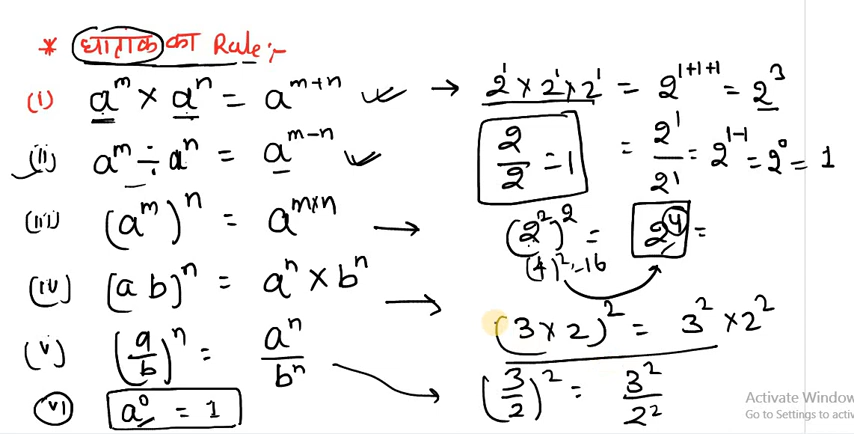 * घातांक का Rule:-
(i) a^m × a^n = a^{m+n} → 2^1 × 2^1 × 2^1 = 2^{1+1+1} = 2^3
(ii) a^m ÷ a^n = a^{m-n} 2/2 = 1 = 2^1/2^1 = 2^{1-1} = 2^0 = 1
(iii) (a^m)^n = a^{m×n} → (2^2)^2 = 2^4 =
(4)^2 = 16
(iv) (ab)^n = a^n × b^n → (3×2)^2 = 3^2 × 2^2
(v) (a/b)^n = a^n/b^n → (3/2)^2 = 3^2/2^2
(vi) a^0 = 1
Activate Window
Go to Settings to activ